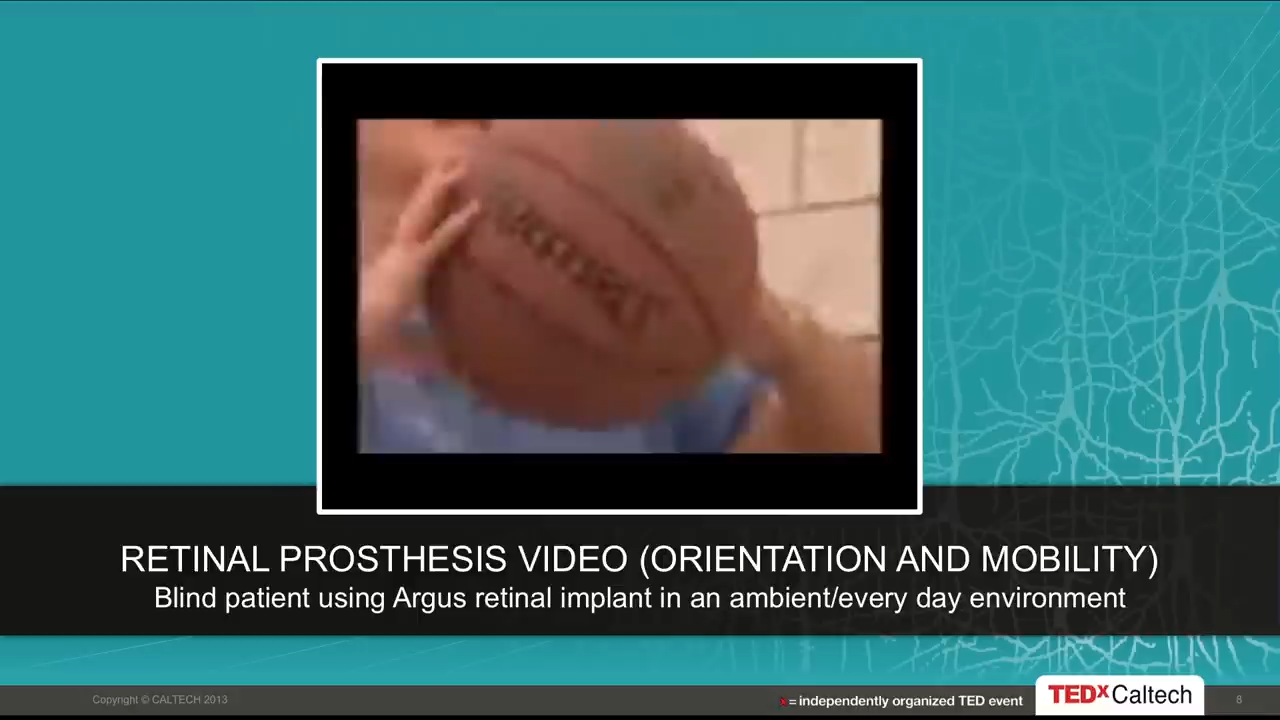 RETINAL PROSTHESIS VIDEO (ORIENTATION AND MOBILITY)
Blind patient using Argus retinal implant in an ambient/every day environment
Copyright © CALTECH 2013
x=independently organized TED event
TEDxCaltech
8